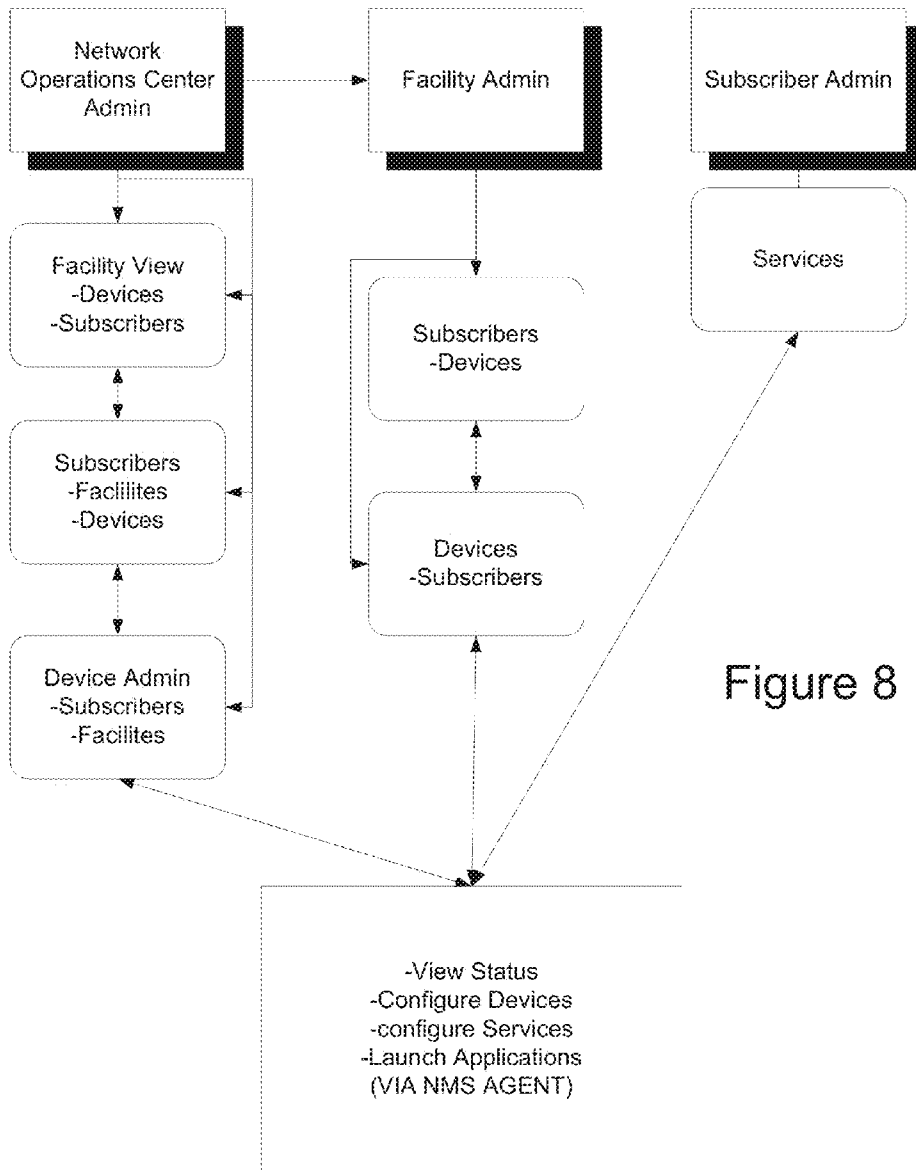 Network
Operations Center
Admin
Facility Admin
Subscriber Admin
Facility View
-Devices
-Subscribers
Subscribers
-Faclilites
-Devices
Device Admin
-Subscribers
-Facilites
Subscribers
-Devices
Devices
-Subscribers
Services
Figure 8
-View Status
-Configure Devices
-configure Services
-Launch Applications
(VIA NMS AGENT)